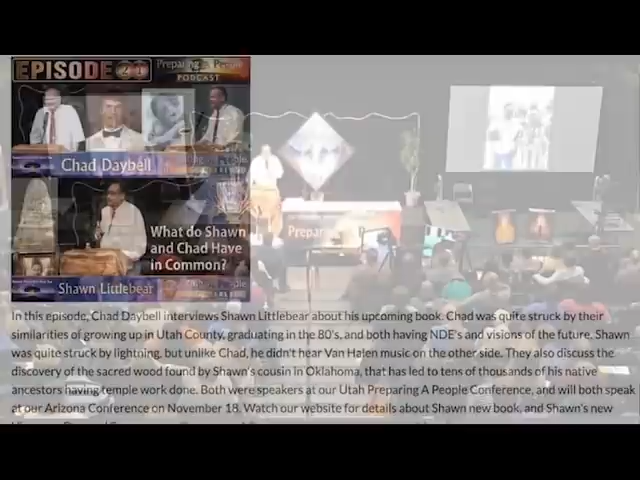 EPISODE 21
Preparing A People
PODCAST
Chad Daybell
What do Shawn
and Chad Have
in Common?
Shawn Littlebear
In this episode, Chad Daybell interviews Shawn Littlebear about his upcoming book. Chad was quite struck by their
similarities of growing up in Utah County, graduating in the 80's, and both having NDE's and visions of the future. Shawn
was quite struck by lightning, but unlike Chad, he didn't hear Van Halen music on the other side. They also discuss the
discovery of the sacred wood found by Shawn's cousin in Oklahoma, that has led to tens of thousands of his native
ancestors having temple work done. Both were speakers at our Utah Preparing A People Conference, and will both speak
at our Arizona Conference on November 18. Watch our website for details about Shawn new book, and Shawn's new